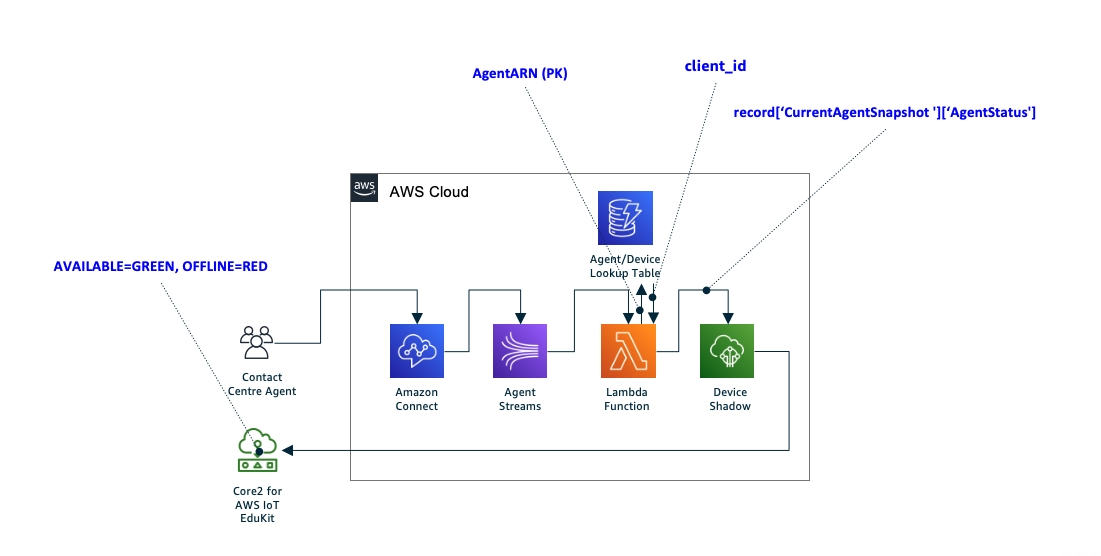 AgentARN (PK)
client_id
record[‘CurrentAgentSnapshot '][‘AgentStatus']
aws
AWS Cloud
Agent/Device
Lookup Table
AVAILABLE=GREEN, OFFLINE=RED
Contact
Centre Agent
Amazon
Connect
Agent
Streams
Lambda
Function
Device
Shadow
Core2 for
AWS IoT
EduKit